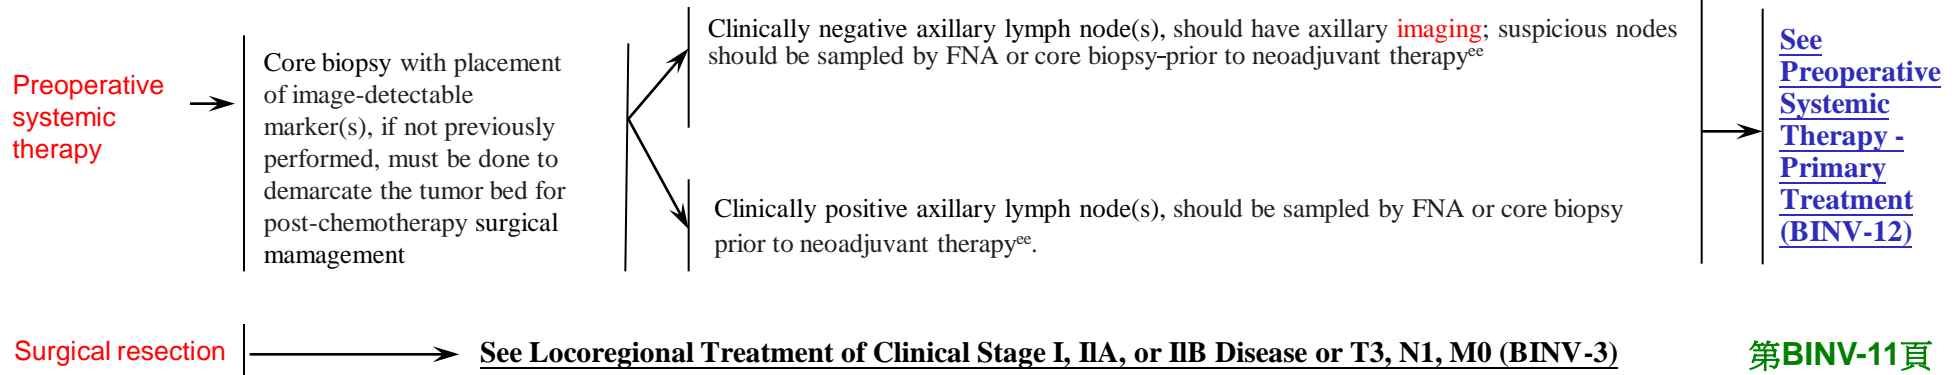 Preoperative
systemic
therapy
Core biopsy with placement
of image-detectable
marker(s), if not previously
performed, must be done to
demarcate the tumor bed for
post-chemotherapy surgical
mamagement
Clinically negative axillary lymph node(s), should have axillary imaging; suspicious nodes
should be sampled by FNA or core biopsy-prior to neoadjuvant therapyee
Clinically positive axillary lymph node(s), should be sampled by FNA or core biopsy
prior to neoadjuvant therapyee.
See
Preoperative
Systemic
Therapy -
Primary
Treatment
(BINV-12)
Surgical resection
See Locoregional Treatment of Clinical Stage I, IlA, or IlB Disease or T3, N1, M0 (BINV-3)
第BINV-11頁